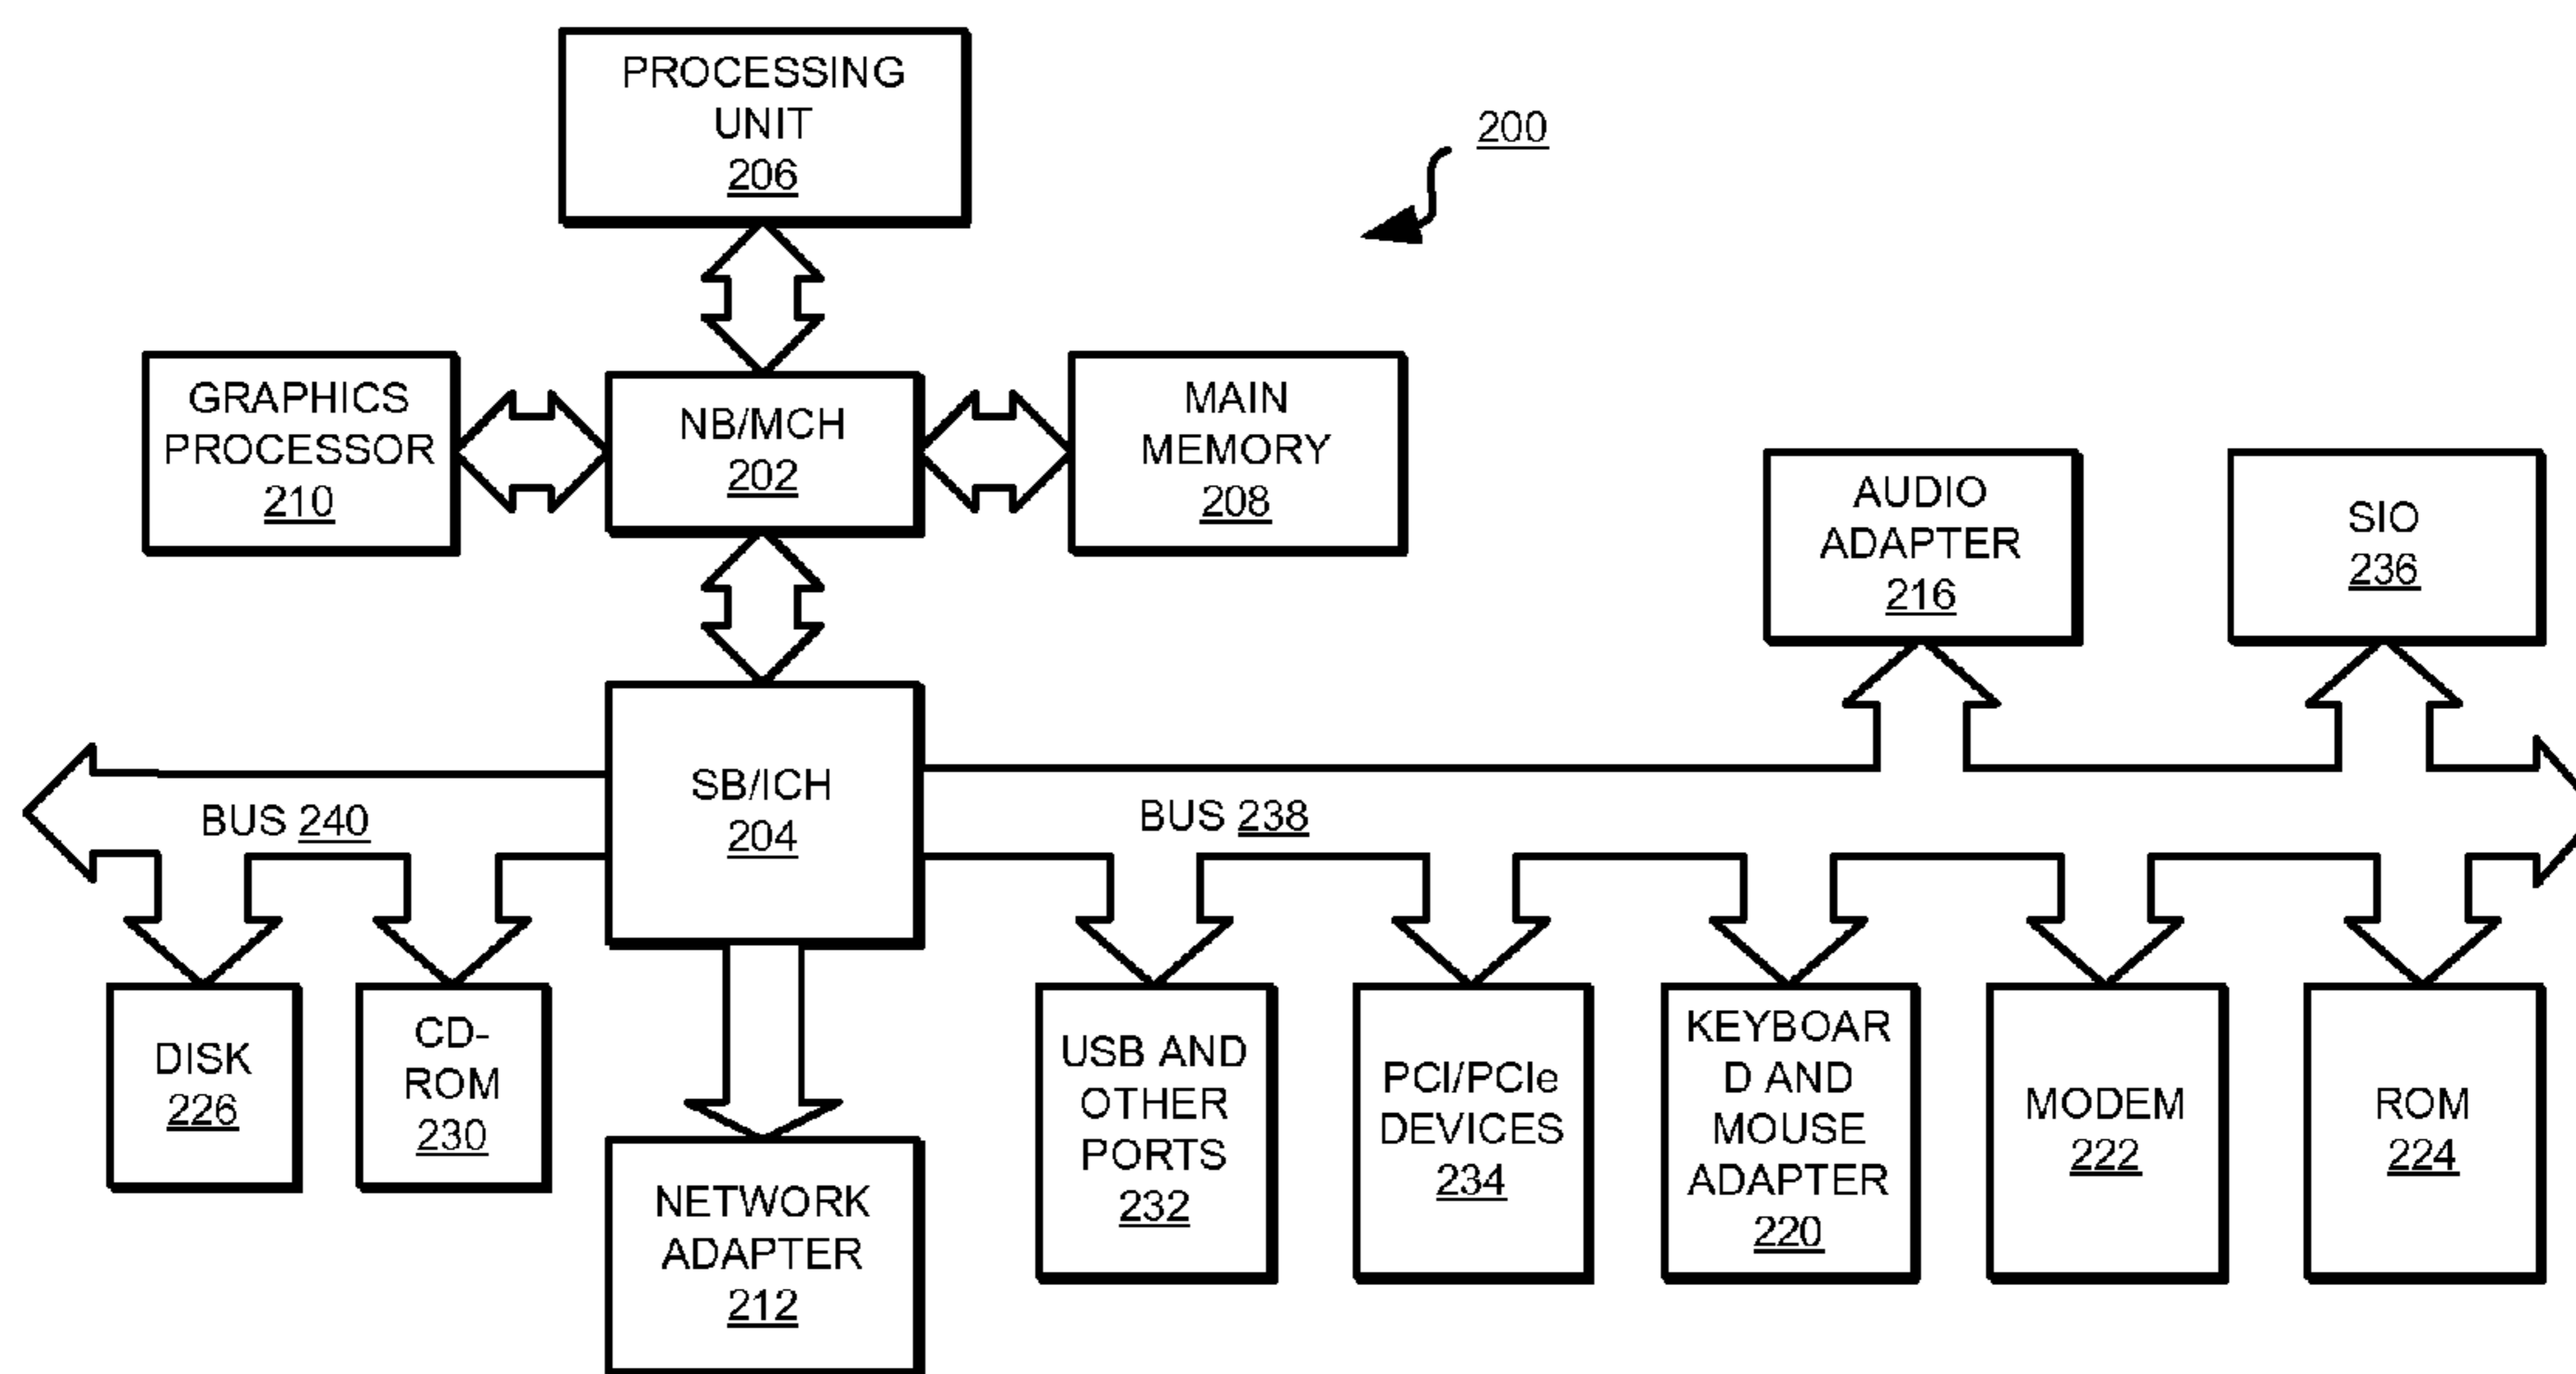 PROCESSING
UNIT
206
200
GRAPHICS
PROCESSOR
210
NB/MCH
202
MAIN
MEMORY
208
AUDIO
ADAPTER
216
SIO
236
SB/ICH
204
BUS 240
BUS 238
DISK
226
CD-
ROM
230
NETWORK
ADAPTER
212
USB AND
OTHER
PORTS
232
PCI/PCIe
DEVICES
234
KEYBOAR
D AND
MOUSE
ADAPTER
220
MODEM
222
ROM
224